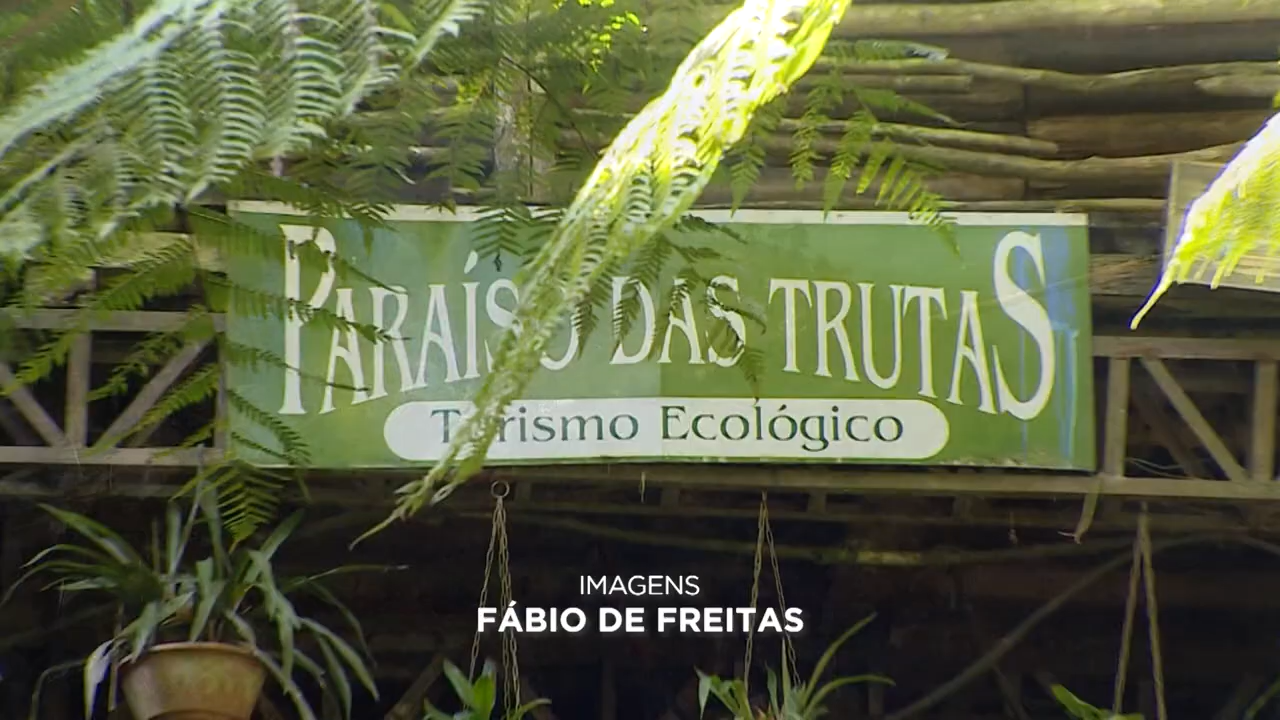 PARAÍSO DAS TRUTAS
Turismo Ecológico
IMAGENS
FÁBIO DE FREITAS